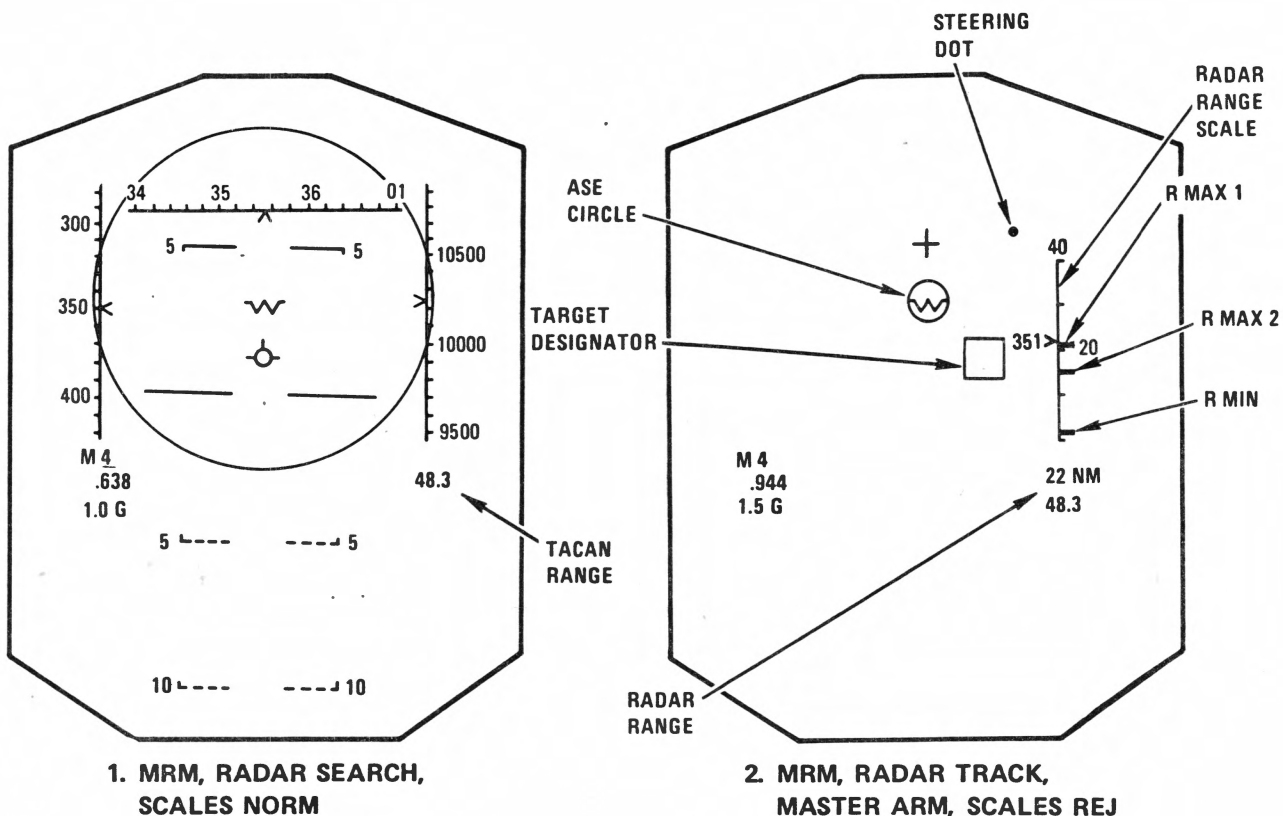 34 35 36 01
300
350
400
5 5
10500
10000
9500
M 4
.638
1.0 G
48.3
TACAN
RANGE
5 5
10 10
1. MRM, RADAR SEARCH,
SCALES NORM
STEERING
DOT
RADAR
RANGE
SCALE
R MAX 1
ASE
CIRCLE
40
TARGET
DESIGNATOR
351
20
R MAX 2
R MIN
M 4
.944
1.5 G
22 NM
48.3
RADAR
RANGE
2. MRM, RADAR TRACK,
MASTER ARM, SCALES REJ